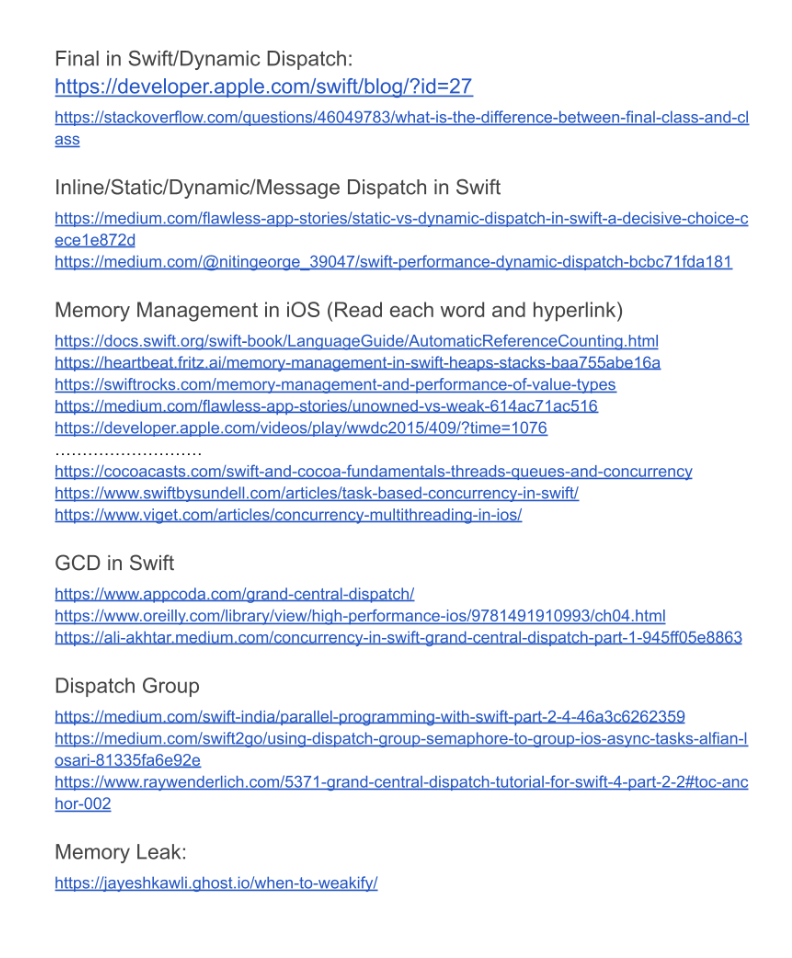 Final in Swift/Dynamic Dispatch:
https://developer.apple.com/swift/blog/?id=27
https://stackoverflow.com/questions/46049783/what-is-the-difference-between-final-class-and-cl
ass
Inline/Static/Dynamic/Message Dispatch in Swift
https://medium.com/flawless-app-stories/static-vs-dynamic-dispatch-in-swift-a-decisive-choice-c
ece1e872d
https://medium.com/@nitingeorge_39047/swift-performance-dynamic-dispatch-bcbc71fda181
Memory Management in iOS (Read each word and hyperlink)
https://docs.swift.org/swift-book/LanguageGuide/AutomaticReferenceCounting.html
https://heartbeat.fritz.ai/memory-management-in-swift-heaps-stacks-baa755abe16a
https://swiftrocks.com/memory-management-and-performance-of-value-types
https://medium.com/flawless-app-stories/unowned-vs-weak-614ac71ac516
https://developer.apple.com/videos/play/wwdc2015/409/?time=1076
………………………
https://cocoacasts.com/swift-and-cocoa-fundamentals-threads-queues-and-concurrency
https://www.swiftbysundell.com/articles/task-based-concurrency-in-swift/
https://www.viget.com/articles/concurrency-multithreading-in-ios/
GCD in Swift
https://www.appcoda.com/grand-central-dispatch/
https://www.oreilly.com/library/view/high-performance-ios/9781491910993/ch04.html
https://ali-akhtar.medium.com/concurrency-in-swift-grand-central-dispatch-part-1-945ff05e8863
Dispatch Group
https://medium.com/swift-india/parallel-programming-with-swift-part-2-4-46a3c6262359
https://medium.com/swift2go/using-dispatch-group-semaphore-to-group-ios-async-tasks-alfian-l
osari-81335fa6e92e
https://www.raywenderlich.com/5371-grand-central-dispatch-tutorial-for-swift-4-part-2-2#toc-anc
hor-002
Memory Leak:
https://jayeshkawli.ghost.io/when-to-weakify/